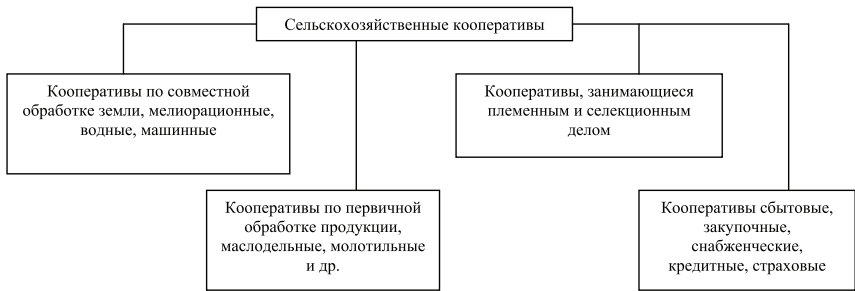 Сельскохозяйственные кооперативы
Кооперативы по совместной
обработке земли, мелиорационные,
водные, машинные
Кооперативы, занимающиеся
племенным и селекционным
делом
Кооперативы по первичной
обработке продукции,
маслодельные, молотильные
и др.
Кооперативы сбытовые,
закупочные,
снабженческие,
кредитные, страховые